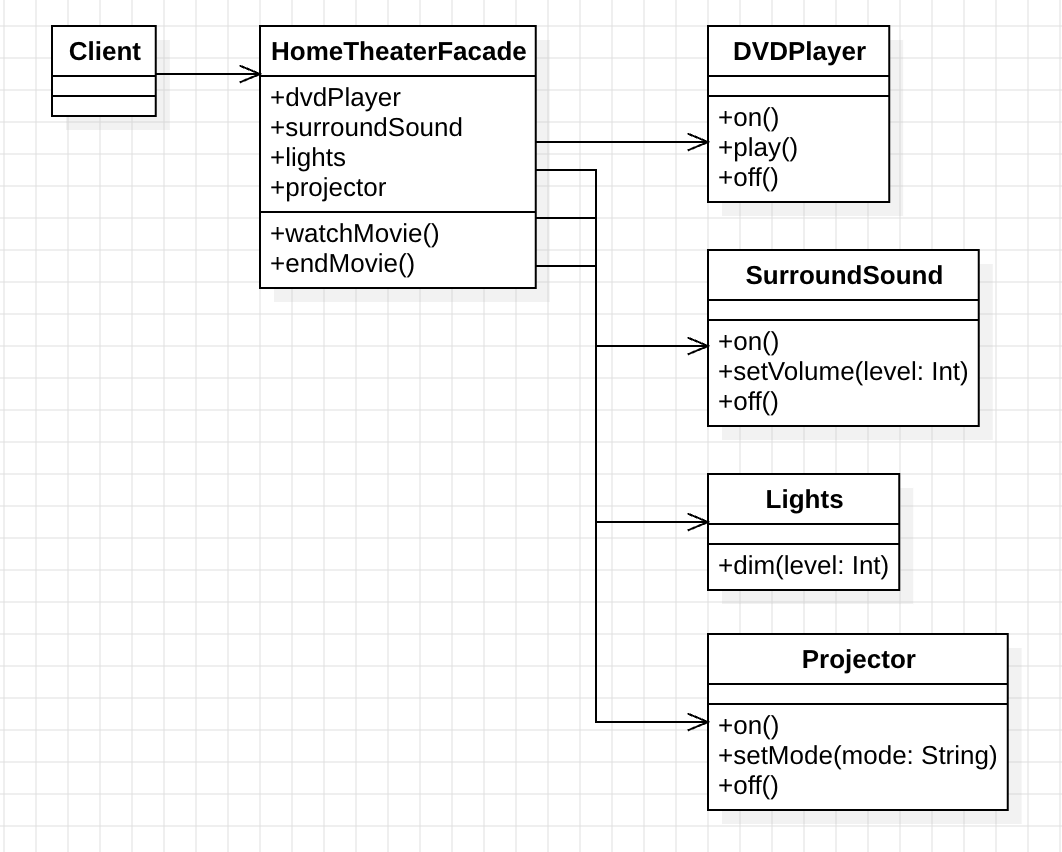 Client
HomeTheaterFacade
+dvdPlayer
+surroundSound
+lights
+projector
+watchMovie()
+endMovie()
DVDPlayer
+on()
+play()
+off()
SurroundSound
+on()
+setVolume(level: Int)
+off()
Lights
+dim(level: Int)
Projector
+on()
+setMode(mode: String)
+off()